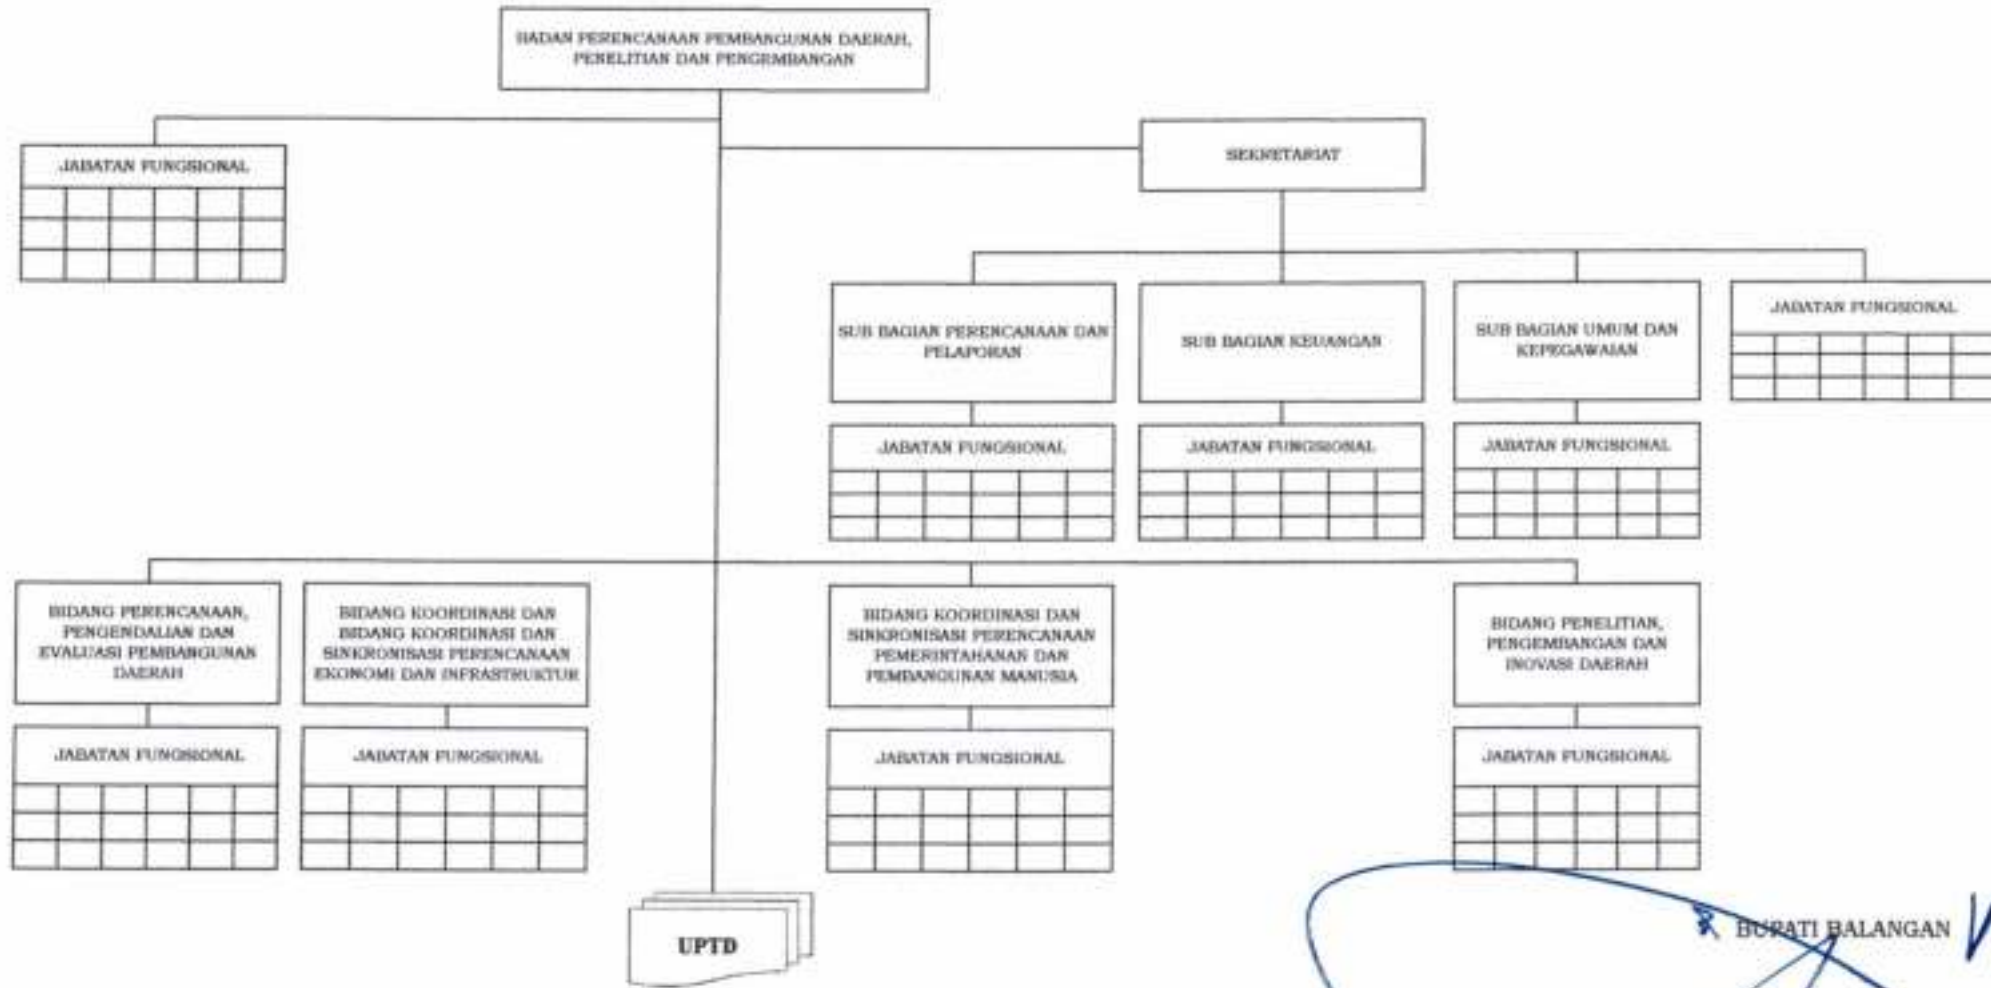 BADAN PERENCANAAN PEMBANGUNAN DAERAH,
PENELITIAN DAN PENGEMBANGAN
JABATAN FUNGSIONAL
SEKRETARIAT
SUB BAGIAN PERENCANAAN DAN
PELAPORAN
SUB BAGIAN KEUANGAN
SUB BAGIAN UMUM DAN
KEPEGAWAIAN
JABATAN FUNGSIONAL
JABATAN FUNGSIONAL
JABATAN FUNGSIONAL
JABATAN FUNGSIONAL
BIDANG PERENCANAAN,
PENGENDALIAN DAN
EVALUASI PEMBANGUNAN
DAERAH
BIDANG KOORDINASI DAN
BIDANG KOORDINASI DAN
SINKRONISASI PERENCANAAN
EKONOMI DAN INFRASTRUKTUR
BIDANG KOORDINASI DAN
SINKRONISASI PERENCANAAN
PEMERINTAHANAN DAN
PEMBANGUNAN MANUSIA
BIDANG PENELITIAN,
PENGEMBANGAN DAN
INOVASI DAERAH
JABATAN FUNGSIONAL
JABATAN FUNGSIONAL
JABATAN FUNGSIONAL
JABATAN FUNGSIONAL
UPTD
BUPATI BALANGAN